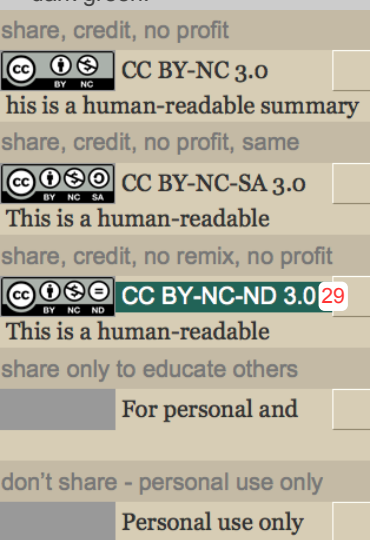 share, credit, no profit
cc BY NC CC BY-NC 3.0
his is a human-readable summary
share, credit, no profit, same
cc BY NC SA CC BY-NC-SA 3.0
This is a human-readable
share, credit, no remix, no profit
cc BY NC ND CC BY-NC-ND 3.0 29
This is a human-readable
share only to educate others
For personal and
don't share - personal use only
Personal use only